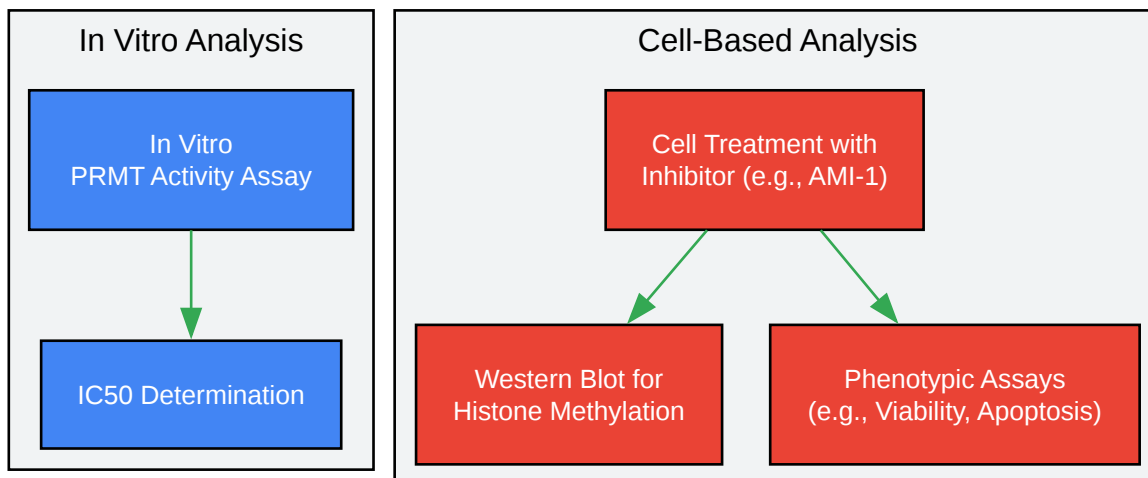 In Vitro Analysis
In Vitro
PRMT Activity Assay
IC50 Determination
Cell-Based Analysis
Cell Treatment with
Inhibitor (e.g., AMI-1)
Western Blot for
Histone Methylation
Phenotypic Assays
(e.g., Viability, Apoptosis)